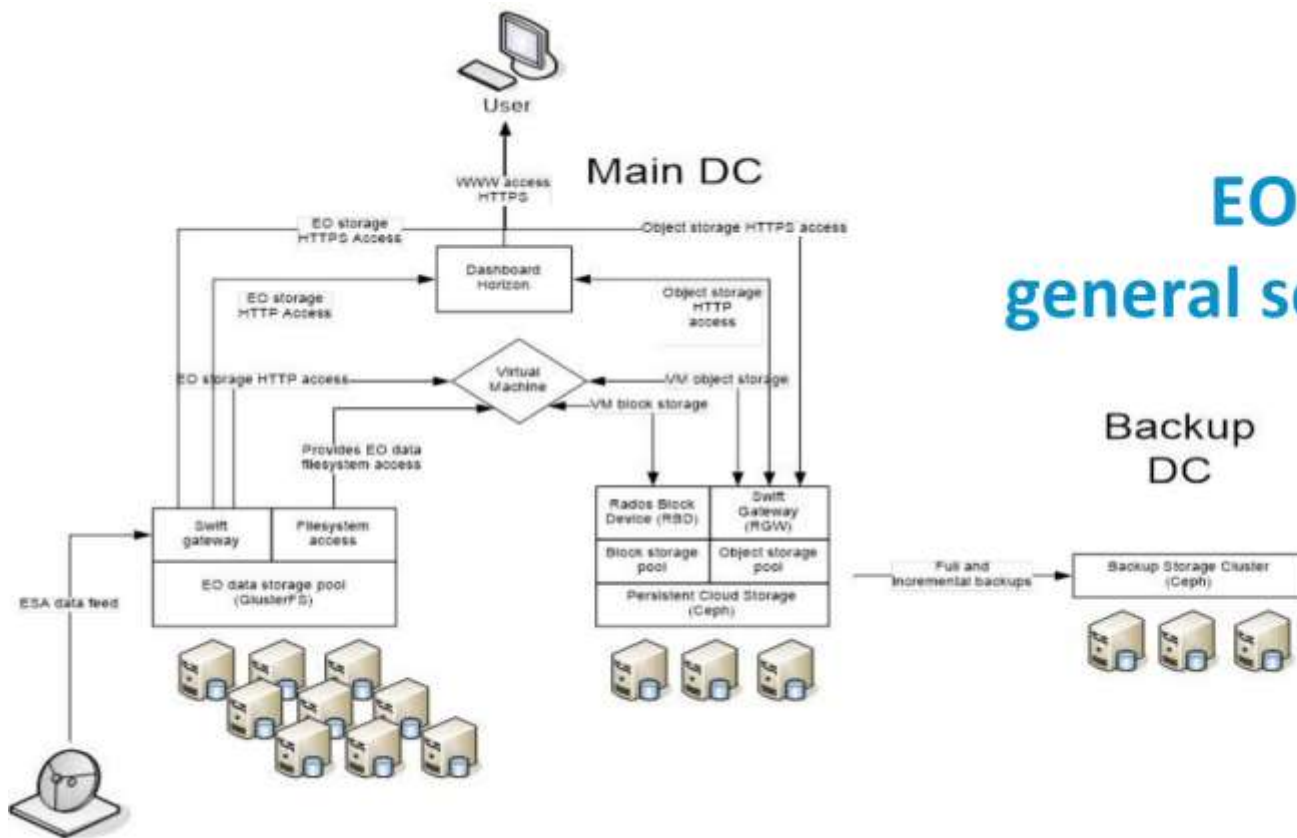 User
WWW access
HTTPS
Main DC
EO storage
HTTPS Access
Object storage HTTPS access
EO
general
Dashboard
Horizon
EO storage
HTTP Access
Object storage
HTTP
access
Virtual
Machine
EO storage HTTP access
VM object storage
VM block storage
Backup
DC
Provides EO data
filesystem access
Swift
gateway
Filesystem
access
EO data storage pool
(GlusterFS)
ESA data feed
Rados Block
Device (RBD)
Swift
Gateway
(RGW)
Block storage
pool
Object storage
pool
Persistent Cloud Storage
(Ceph)
Full and
Incremental backups
Backup Storage Cluster
(Ceph)